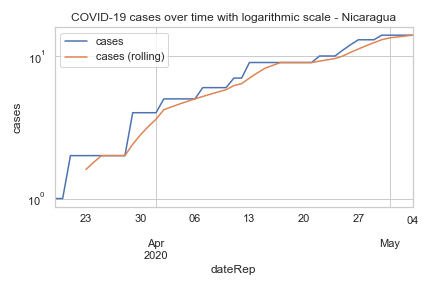 COVID-19 cases over time with logarithmic scale - Nicaragua
cases
cases (rolling)
10¹
cases
10⁰
23 30 06 13 20 27 04
Apr May
2020
dateRep